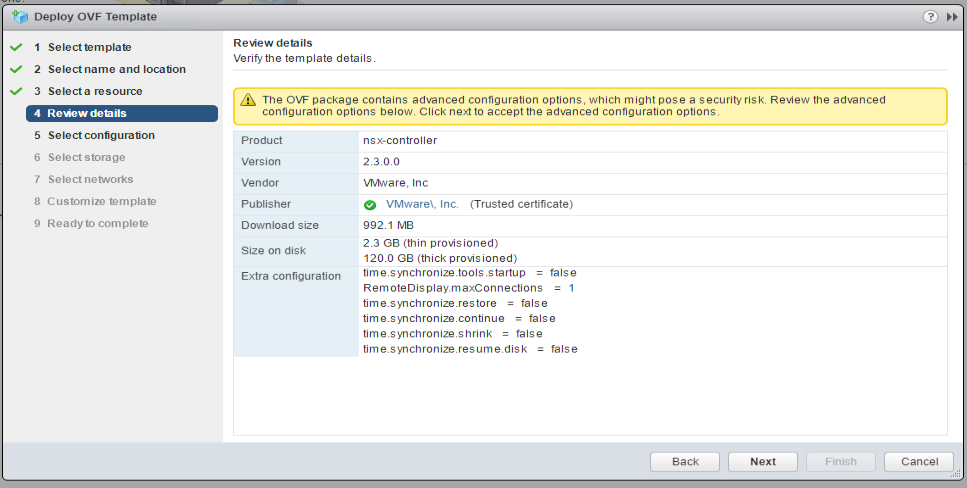 Deploy OVF Template
1 Select template
2 Select name and location
3 Select a resource
4 Review details
5 Select configuration
6 Select storage
7 Select networks
8 Customize template
9 Ready to complete
Review details
Verify the template details.
The OVF package contains advanced configuration options, which might pose a security risk. Review the advanced
configuration options below. Click next to accept the advanced configuration options.
Product nsx-controller
Version 2.3.0.0
Vendor VMware, Inc
Publisher VMware\, Inc. (Trusted certificate)
Download size 992.1 MB
Size on disk 2.3 GB (thin provisioned)
120.0 GB (thick provisioned)
Extra configuration time.synchronize.tools.startup = false
RemoteDisplay.maxConnections = 1
time.synchronize.restore = false
time.synchronize.continue = false
time.synchronize.shrink = false
time.synchronize.resume.disk = false
Back Next Finish Cancel